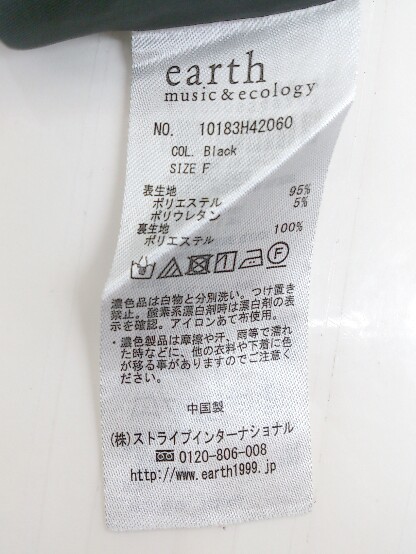 earth
music&ecology
NO. 10183H42060
COL. Black
SIZE F
表生地
ポリエステル 95%
ポリウレタン 5%
裏生地
ポリエステル 100%
濃色品は白物と分別洗い。つけ置き
禁止。酸素系漂白剤時は漂白剤の表
示を確認。アイロンあて布使用。
・濃色製品は摩擦や汗、雨等で濡れ
た時などに、他の衣料や下着に色
が移る事がありますのでご注意く
ださい。
中国製
(株)ストライプインターナショナル
0120-806-008
http://www.earth1999.jp